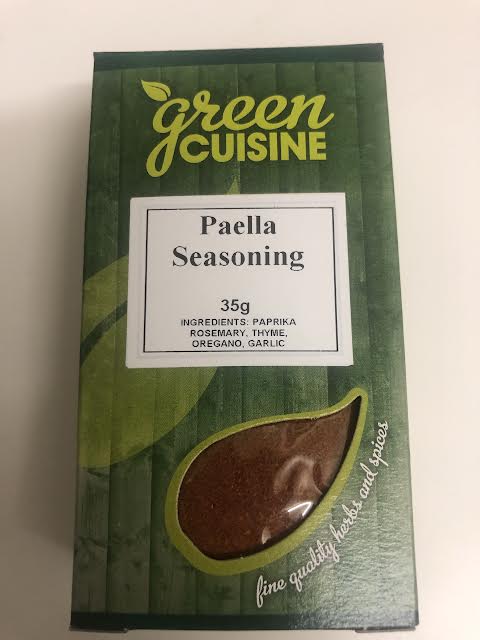 green
CUISINE
Paella
Seasoning
35g
INGREDIENTS: PAPRIKA
ROSEMARY, THYME,
OREGANO, GARLIC
fine quality herbs and spices